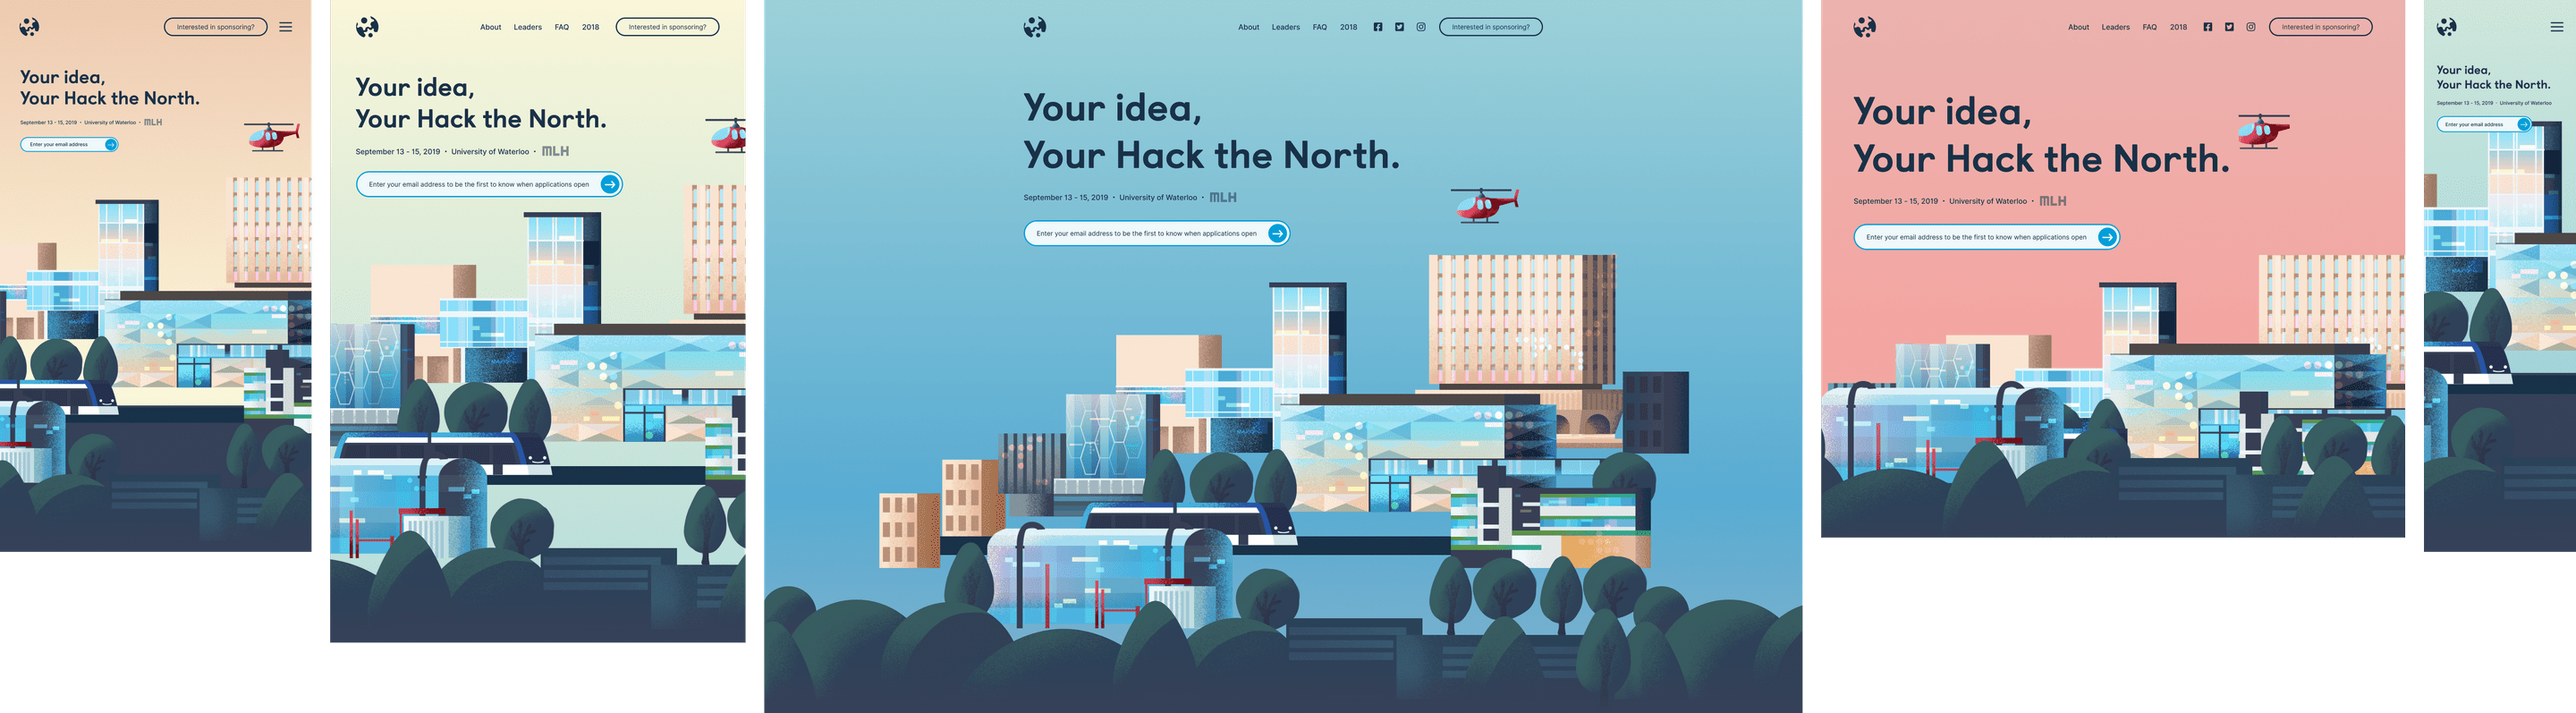 Interested in sponsoring?
Your idea,
Your Hack the North.
September 13 - 15, 2019 • University of Waterloo • MLH
Enter your email address
About Leaders FAQ 2018 Interested in sponsoring?
Your idea,
Your Hack the North.
September 13 - 15, 2019 • University of Waterloo • MLH
Enter your email address to be the first to know when applications open
About Leaders FAQ 2018 Interested in sponsoring?
Your idea,
Your Hack the North.
September 13 - 15, 2019 • University of Waterloo • MLH
Enter your email address to be the first to know when applications open
About Leaders FAQ 2018 Interested in sponsoring?
Your idea,
Your Hack the North.
September 13 - 15, 2019 • University of Waterloo • MLH
Enter your email address to be the first to know when applications open
Your idea,
Your Hack the North.
September 13 - 15, 2019 • University of Waterloo
Enter your email address